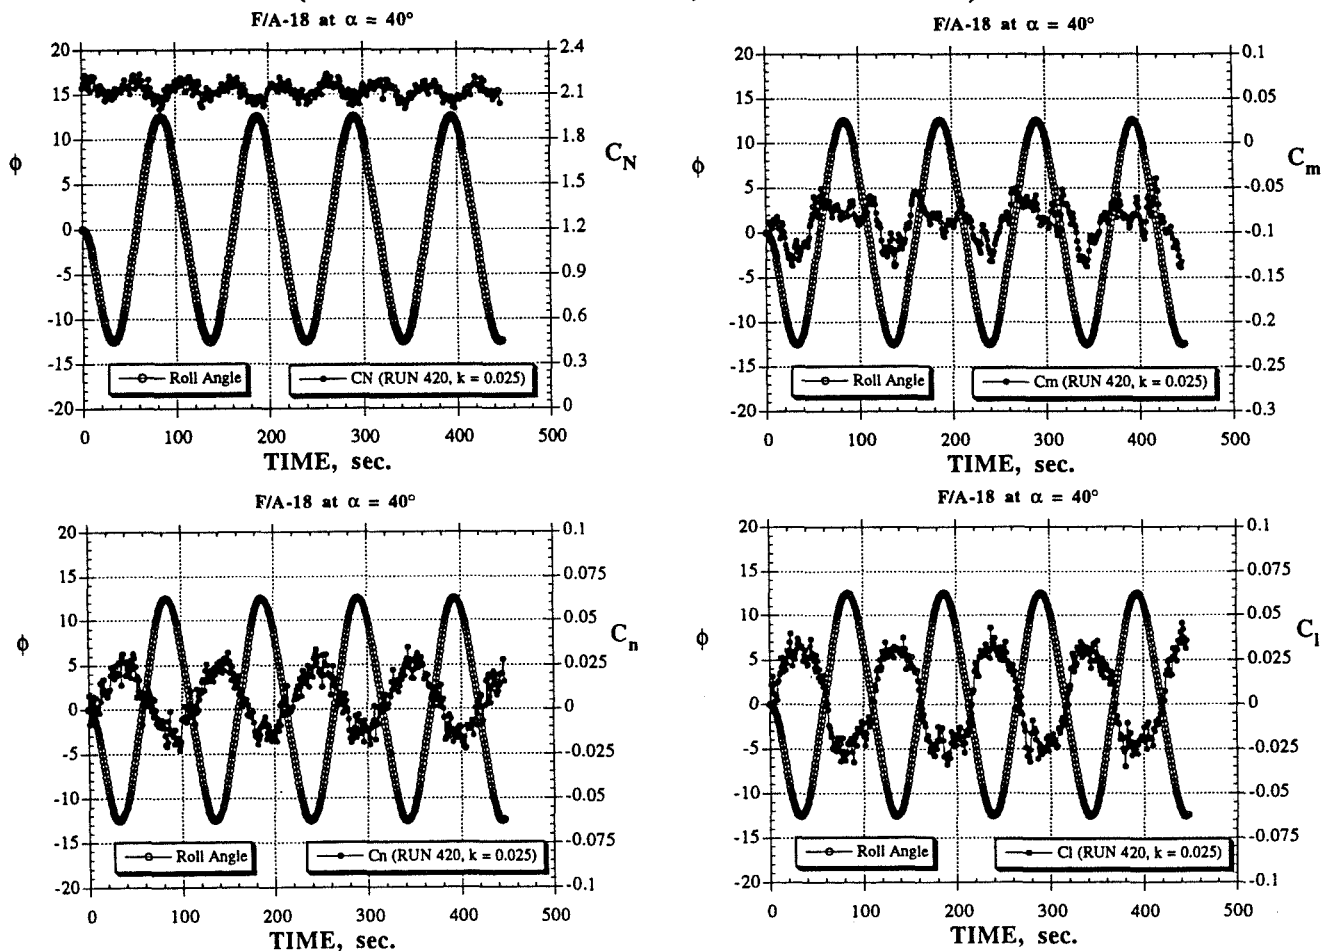 F/A-18 at α = 40°
20
15
10
5
0
-5
-10
-15
-20
ϕ
2.4
2.1
1.8
1.5
1.2
0.9
0.6
0.4
0
C_N
Roll Angle
CN (RUN 420, k = 0.025)
0 100 200 300 400 500
TIME, sec.
F/A-18 at α = 40°
20
15
10
5
0
-5
-10
-15
-20
ϕ
0.1
0.05
0
-0.05
-0.1
-0.15
-0.2
-0.25
-0.3
C_m
Roll Angle
Cm (RUN 420, k = 0.025)
0 100 200 300 400 500
TIME, sec.
F/A-18 at α = 40°
20
15
10
5
0
-5
-10
-15
-20
ϕ
0.1
0.075
0.05
0.025
0
-0.025
-0.05
-0.075
-0.1
C_n
Roll Angle
Cn (RUN 420, k = 0.025)
0 100 200 300 400 500
TIME, sec.
F/A-18 at α = 40°
20
15
10
5
0
-5
-10
-15
-20
ϕ
0.1
0.075
0.05
0.025
0
-0.025
-0.05
-0.075
-0.1
C_l
Roll Angle
Cl (RUN 420, k = 0.025)
0 100 200 300 400 500
TIME, sec.